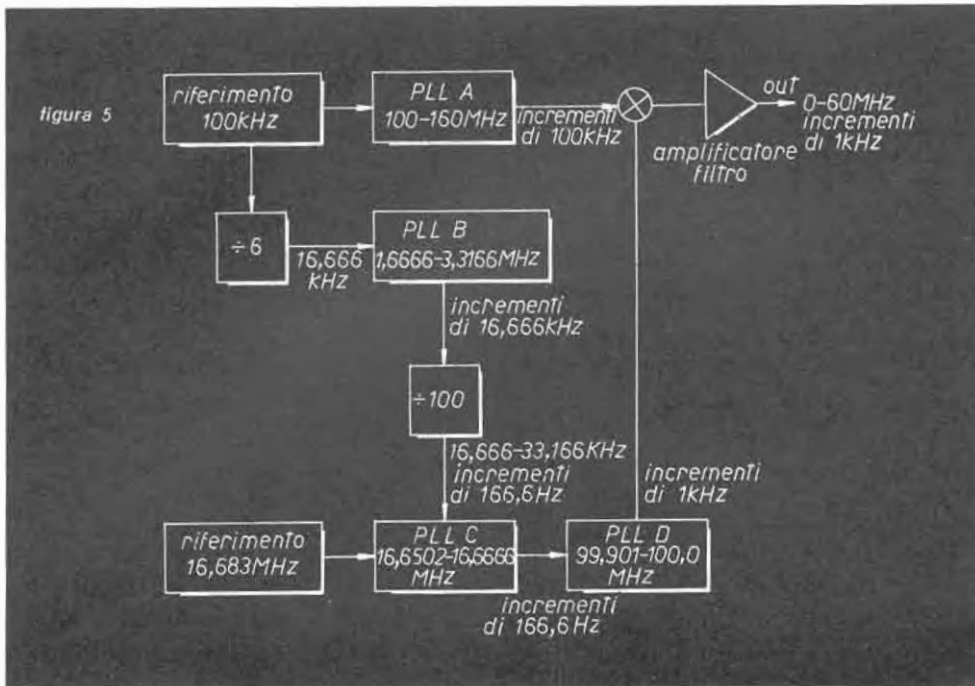 figura 5
riferimento
100KHz
PLL A
100-160MHz
incrementi
di 100kHz
out
0-60MHz
incrementi
di 1kHz
amplificatore
filtro
÷6
16,666
kHz
PLL B
1,6666-3,3166MHz
incrementi
di 16,666kHz
÷100
16,666-33,166KHz
incrementi
di 166,6Hz
incrementi
di 1kHz
riferimento
16,683MHz
PLL C
16,6502-16,6666
MHz
PLL D
99,901-100,0
MHz
incrementi
di 166,6Hz